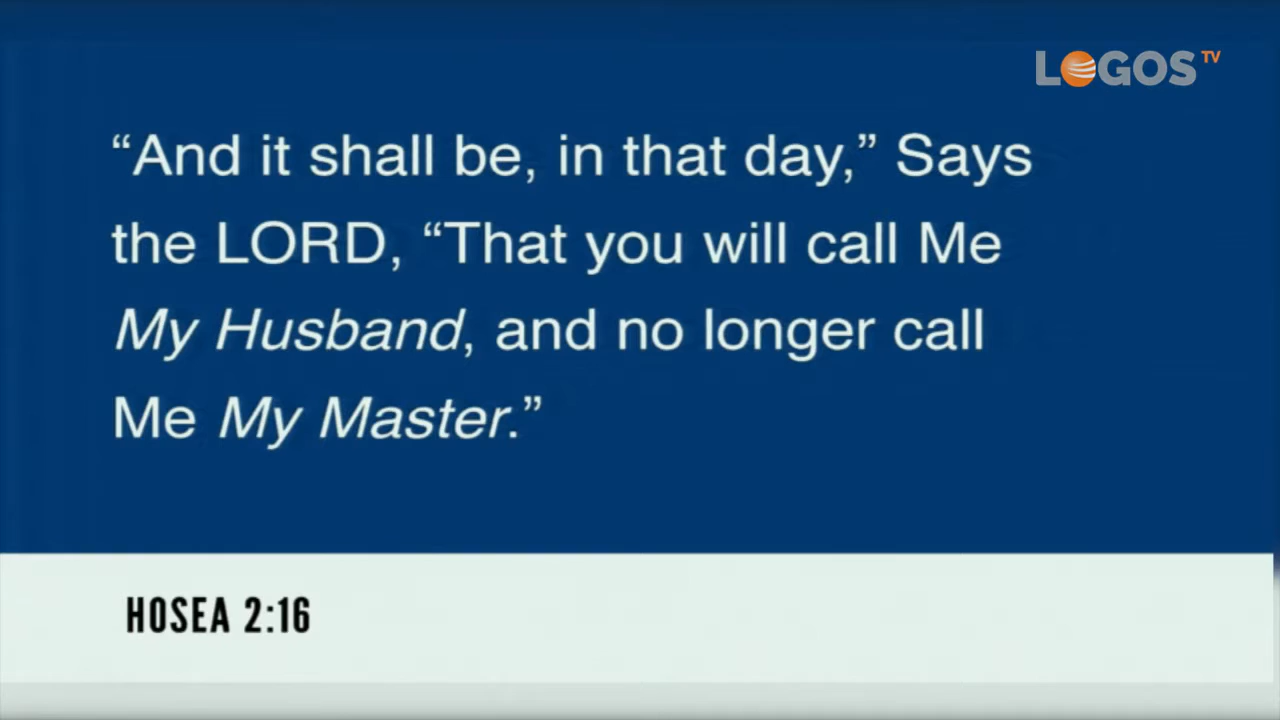 LOGOS TV
“And it shall be, in that day,” Says
the LORD, “That you will call Me
My Husband, and no longer call
Me My Master.”
HOSEA 2:16